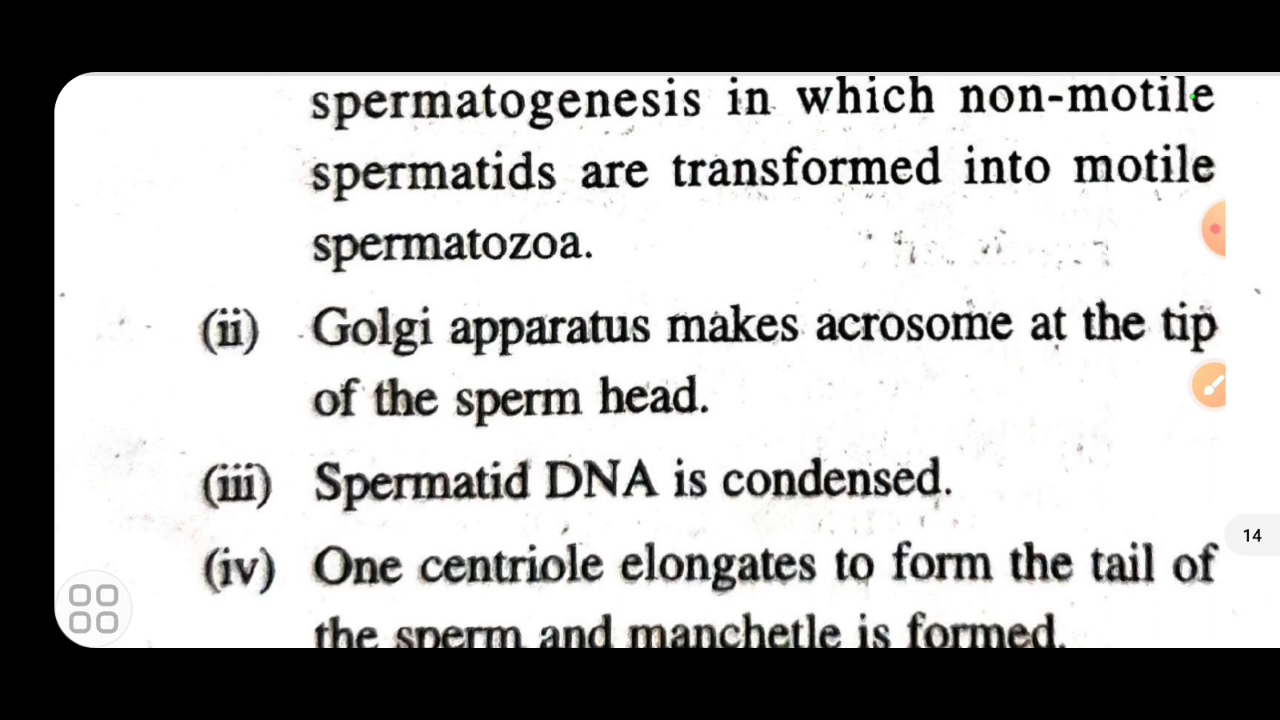 spermatogenesis in which non-motile
spermatids are transformed into motile
spermatozoa.
(ii) Golgi apparatus makes acrosome at the tip
of the sperm head.
(iii) Spermatid DNA is condensed.
14
(iv) One centriole elongates to form the tail of
the sperm and manchetle is formed.